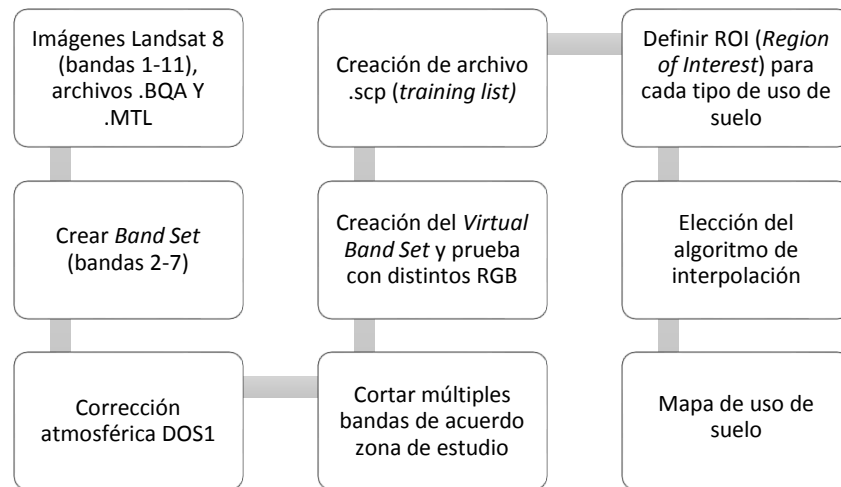 Imágenes Landsat 8
(bandas 1-11),
archivos .BQA Y
.MTL
Crear Band Set
(bandas 2-7)
Corrección
atmosférica DOS1
Cortar múltiples
bandas de acuerdo
zona de estudio
Creación del Virtual
Band Set y prueba
con distintos RGB
Creación de archivo
.scp (training list)
Definir ROI (Region
of Interest) para
cada tipo de uso de
suelo
Elección del
algoritmo de
interpolación
Mapa de uso de
suelo